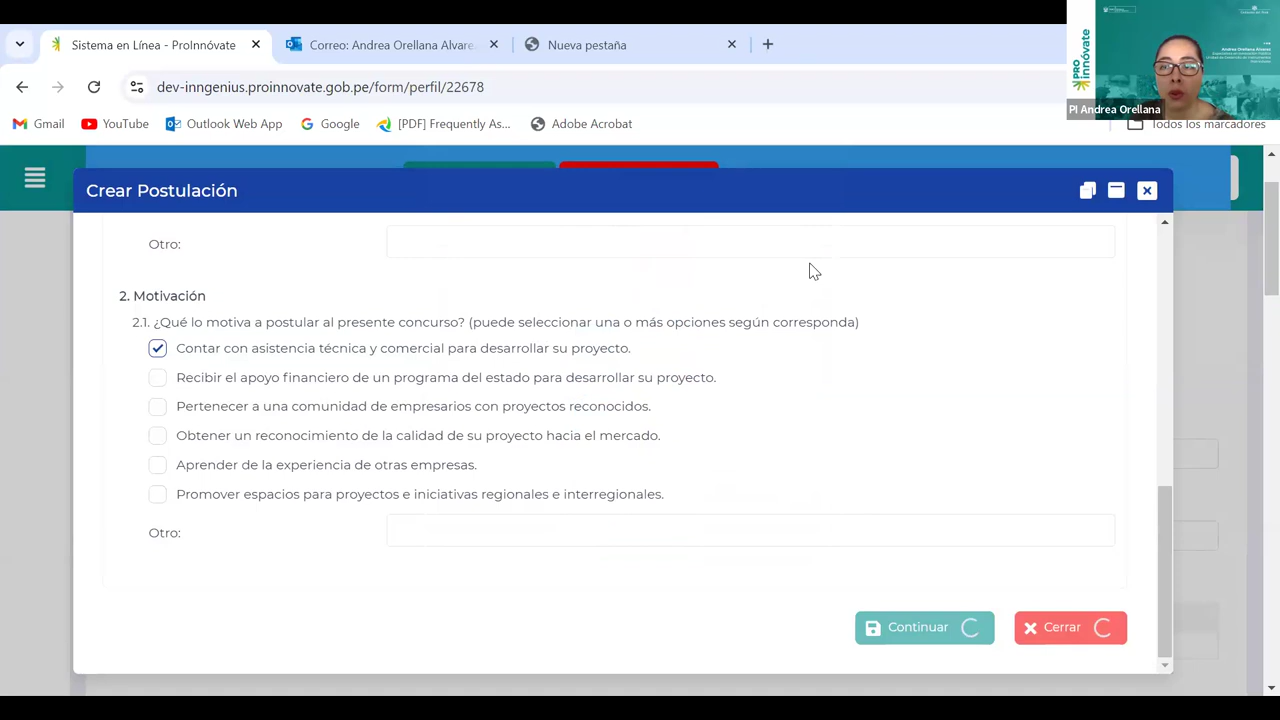 Sistema en Línea - ProInnóvate
Correo: Andrea Orellana Alvare
Nueva pestaña
dev-inngenius.proinnovate.gob.pe/form/perfil/22678
Gmail
YouTube
Outlook Web App
Google
Adobe Acrobat
Todos los marcadores
PRO
innóvate
Andrea Orellana Álvarez
PI Andrea Orellana
Crear Postulación
Otro:
2. Motivación
2.1. ¿Qué lo motiva a postular al presente concurso? (puede seleccionar una o más opciones según corresponda)
Contar con asistencia técnica y comercial para desarrollar su proyecto.
Recibir el apoyo financiero de un programa del estado para desarrollar su proyecto.
Pertenecer a una comunidad de empresarios con proyectos reconocidos.
Obtener un reconocimiento de la calidad de su proyecto hacia el mercado.
Aprender de la experiencia de otras empresas.
Promover espacios para proyectos e iniciativas regionales e interregionales.
Otro:
Continuar
Cerrar